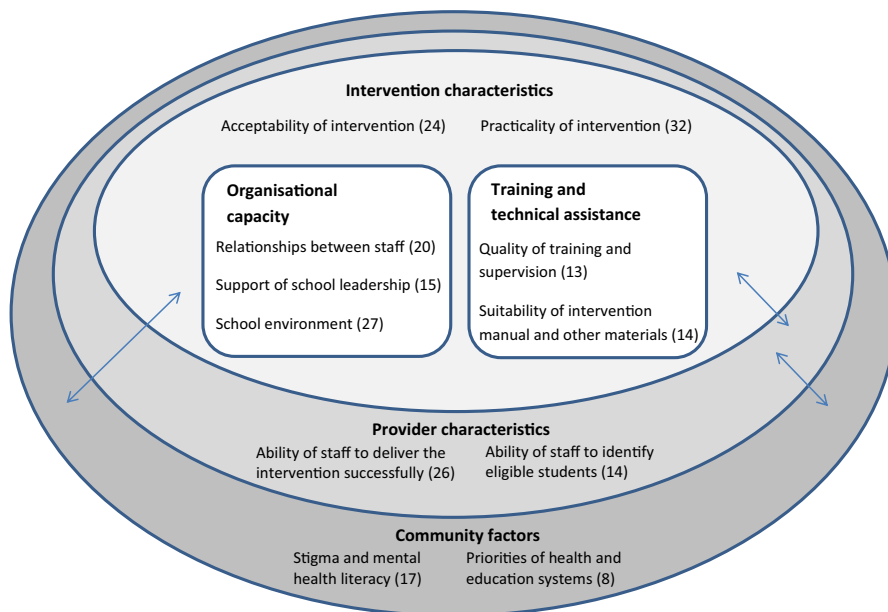 Intervention characteristics
Acceptability of intervention (24)
Practicality of intervention (32)
Organisational
capacity
Relationships between staff (20)
Support of school leadership (15)
School environment (27)
Training and
technical assistance
Quality of training and
supervision (13)
Suitability of intervention
manual and other materials (14)
Provider characteristics
Ability of staff to deliver the
intervention successfully (26)
Ability of staff to identify
eligible students (14)
Community factors
Stigma and mental
health literacy (17)
Priorities of health and
education systems (8)